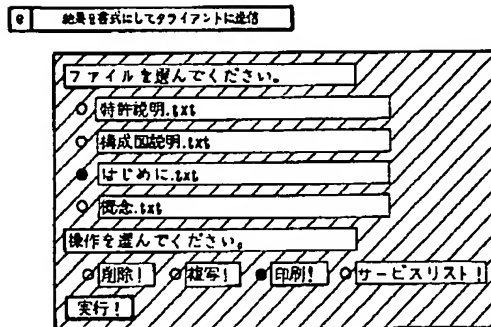 e 結果を書式にしてクライアントに送信
ファイルを選んでください。
特許説明.txt
構成図説明.txt
はじめに.txt
概念.txt
操作を選んでください。
削除! 複写! 印刷! サービスリスト!
実行!